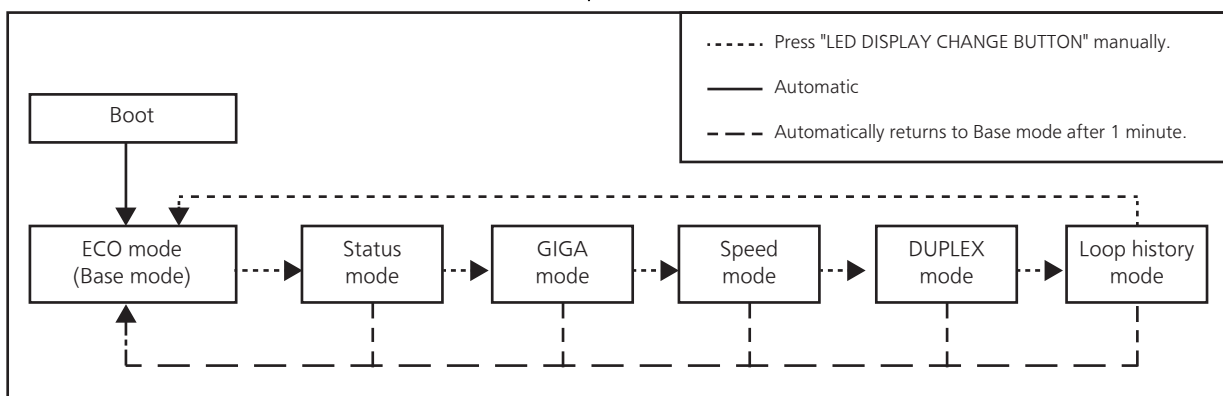 Press "LED DISPLAY CHANGE BUTTON" manually.
Automatic
Automatically returns to Base mode after 1 minute.
Boot
ECO mode
(Base mode)
Status
mode
GIGA
mode
Speed
mode
DUPLEX
mode
Loop history
mode